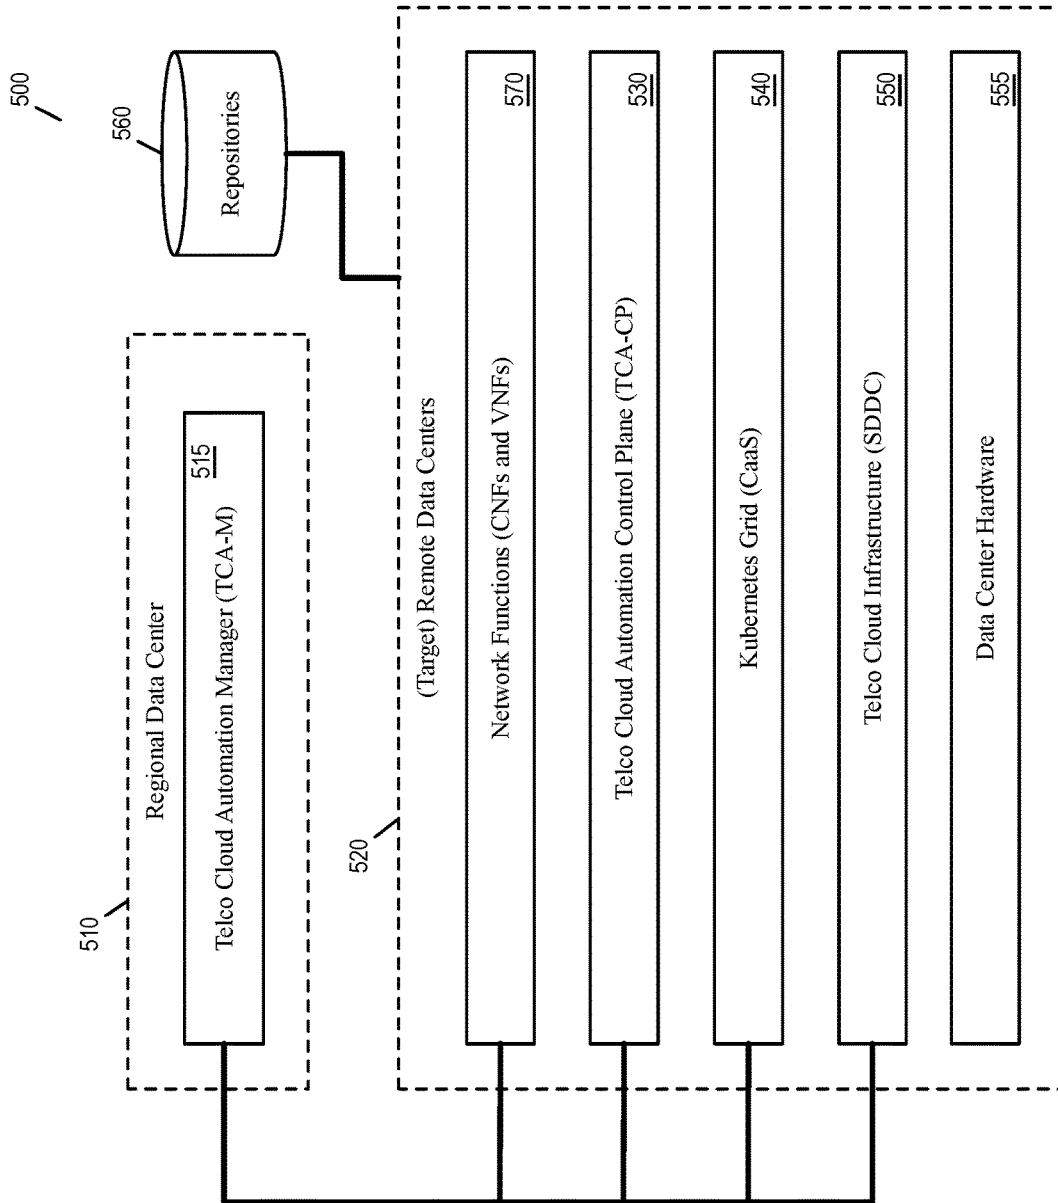 500
510
Regional Data Center
Telco Cloud Automation Manager (TCA-M)
515
560
Repositories
520
(Target) Remote Data Centers
Network Functions (CNFs and VNFs)
570
Telco Cloud Automation Control Plane (TCA-CP)
530
Kubernetes Grid (CaaS)
540
Telco Cloud Infrastructure (SDDC)
550
Data Center Hardware
555